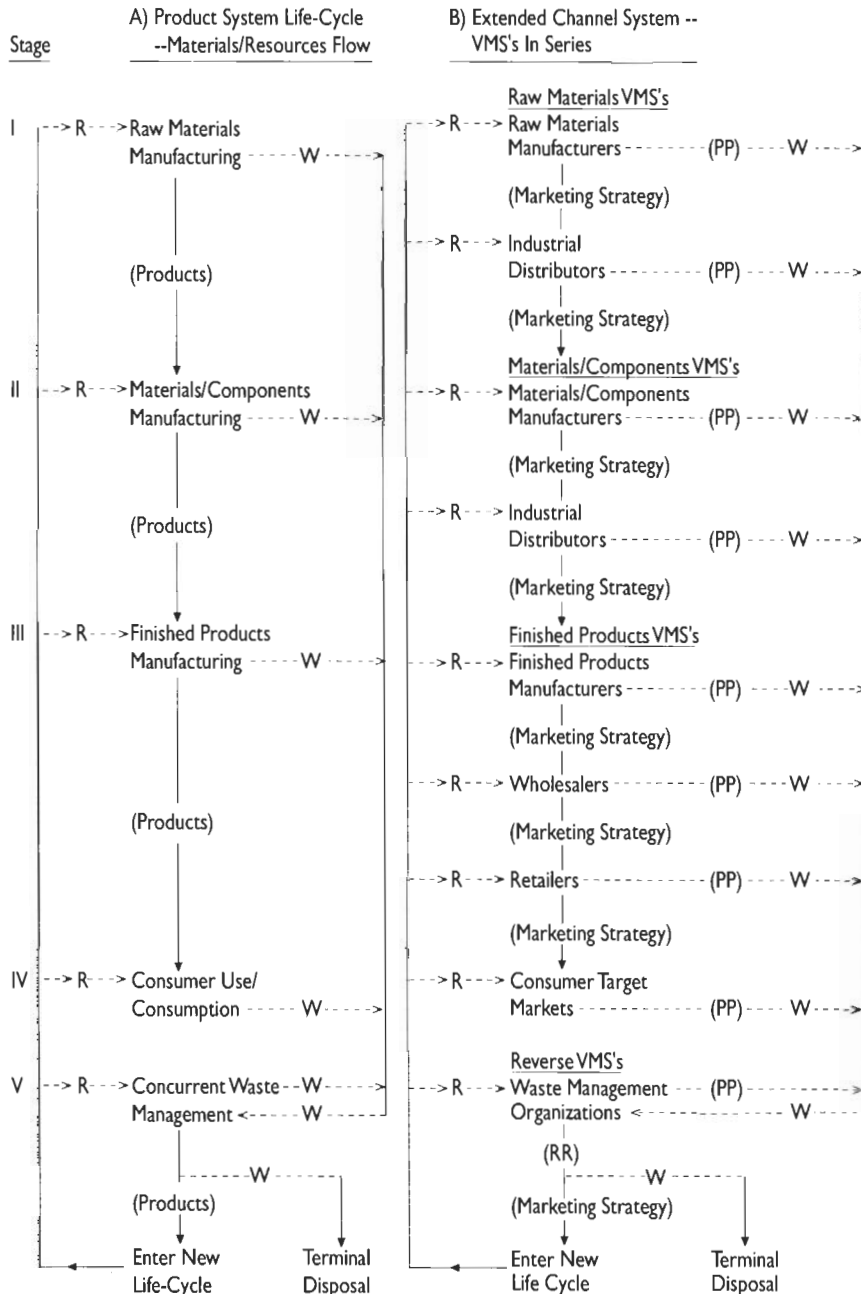 Stage
A) Product System Life-Cycle
--Materials/Resources Flow
B) Extended Channel System --
VMS's In Series
I
R
Raw Materials
Manufacturing
W
(Products)
II
R
Materials/Components
Manufacturing
W
(Products)
III
R
Finished Products
Manufacturing
W
(Products)
IV
R
Consumer Use/
Consumption
W
V
R
Concurrent Waste
W
Management
W
W
(Products)
Enter New
Life-Cycle
Terminal
Disposal
Raw Materials VMS's
R
Raw Materials
Manufacturers
(PP)
W
(Marketing Strategy)
R
Industrial
Distributors
(PP)
W
(Marketing Strategy)
Materials/Components VMS's
R
Materials/Components
Manufacturers
(PP)
W
(Marketing Strategy)
R
Industrial
Distributors
(PP)
W
(Marketing Strategy)
Finished Products VMS's
R
Finished Products
Manufacturers
(PP)
W
(Marketing Strategy)
R
Wholesalers
(PP)
W
(Marketing Strategy)
R
Retailers
(PP)
W
(Marketing Strategy)
R
Consumer Target
Markets
(PP)
W
Reverse VMS's
R
Waste Management
(PP)
Organizations
W
(RR)
W
(Marketing Strategy)
Enter New
Life Cycle
Terminal
Disposal